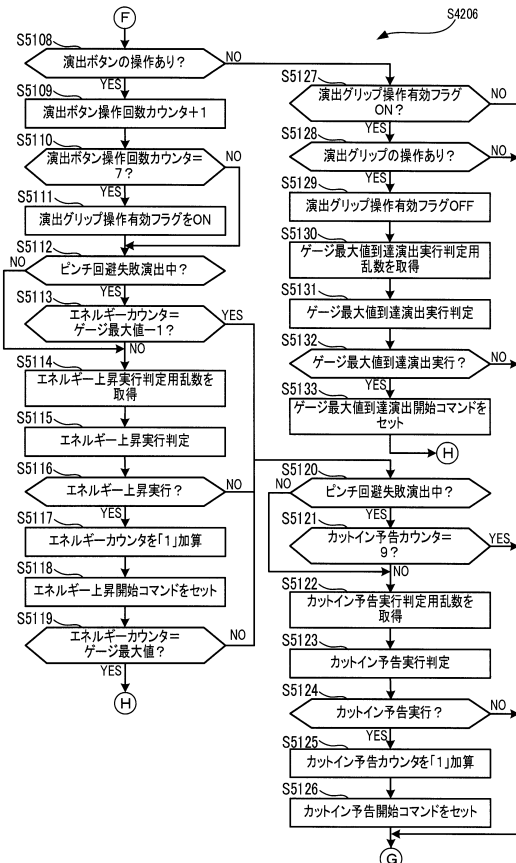 F
S4206
S5108
演出ボタンの操作あり?
NO
YES
S5109
演出ボタン操作回数カウンタ+1
S5110
演出ボタン操作回数カウンタ=
7?
NO
YES
S5111
演出グリップ操作有効フラグをON
S5112
ピンチ回避失敗演出中?
NO
YES
S5113
エネルギーカウンタ=
ゲージ最大値-1?
YES
NO
S5114
エネルギー上昇実行判定用乱数を
取得
S5115
エネルギー上昇実行判定
S5116
エネルギー上昇実行?
NO
YES
S5117
エネルギーカウンタを「1」加算
S5118
エネルギー上昇開始コマンドをセット
S5119
エネルギーカウンタ=
ゲージ最大値?
NO
YES
H
S5127
演出グリップ操作有効フラグ
ON?
NO
YES
S5128
演出グリップの操作あり?
NO
YES
S5129
演出グリップ操作有効フラグOFF
S5130
ゲージ最大値到達演出実行判定用
乱数を取得
S5131
ゲージ最大値到達演出実行判定
S5132
ゲージ最大値到達演出実行?
NO
YES
S5133
ゲージ最大値到達演出開始コマンドを
セット
H
S5120
ピンチ回避失敗演出中?
NO
YES
S5121
カットイン予告カウンタ=
9?
YES
NO
S5122
カットイン予告実行判定用乱数を
取得
S5123
カットイン予告実行判定
S5124
カットイン予告実行?
NO
YES
S5125
カットイン予告カウンタを「1」加算
S5126
カットイン予告開始コマンドをセット
G